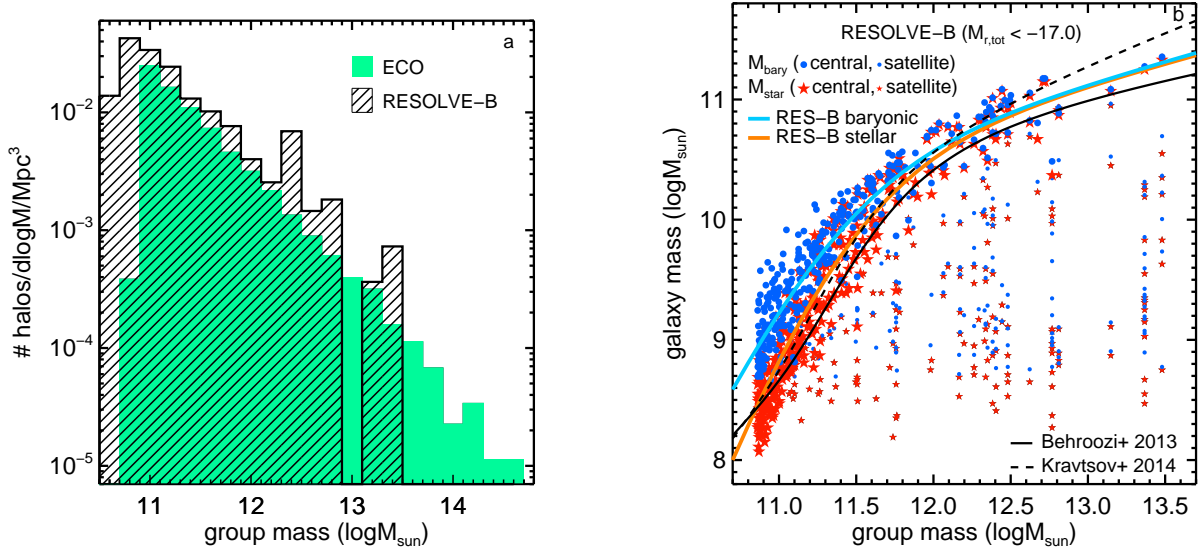 a
ECO
RESOLVE−B
10⁻²
10⁻³
10⁻⁴
10⁻⁵
# halos/dlogM/Mpc³
11 12 13 14
group mass (logM_sun)
b
RESOLVE−B (M_r,tot < −17.0)
M_bary (● central, • satellite)
M_star (★ central, ★ satellite)
RES−B baryonic
RES−B stellar
Behroozi+ 2013
Kravtsov+ 2014
11
10
9
8
galaxy mass (logM_sun)
11.0 11.5 12.0 12.5 13.0 13.5
group mass (logM_sun)